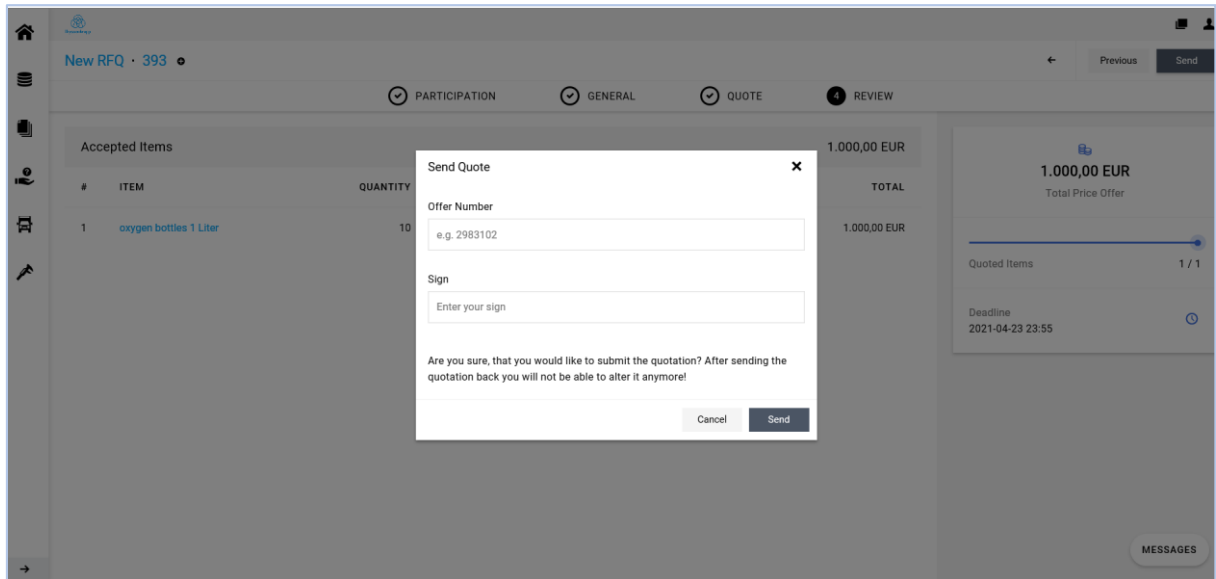 New RFQ · 393
Previous
Send
PARTICIPATION
GENERAL
QUOTE
4 REVIEW
Accepted Items
1.000,00 EUR
# ITEM QUANTITY TOTAL
1 oxygen bottles 1 Liter 10 1.000,00 EUR
Send Quote
Offer Number
e.g. 2983102
Sign
Enter your sign
Are you sure, that you would like to submit the quotation? After sending the
quotation back you will not be able to alter it anymore!
Cancel
Send
1.000,00 EUR
Total Price Offer
Quoted Items 1 / 1
Deadline
2021-04-23 23:55
MESSAGES